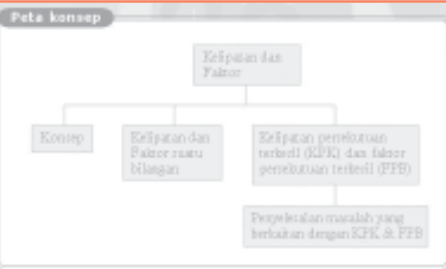 Peta konsep
Kelipatan dan
Faktor
Konsep
Kelipatan dan
Faktor suatu
bilangan
Kelipatan persekutuan
terkecil (KPK) dan faktor
persekutuan terkecil (FPB)
Penyelesaian masalah yang
berkaitan dengan KPK & FPB